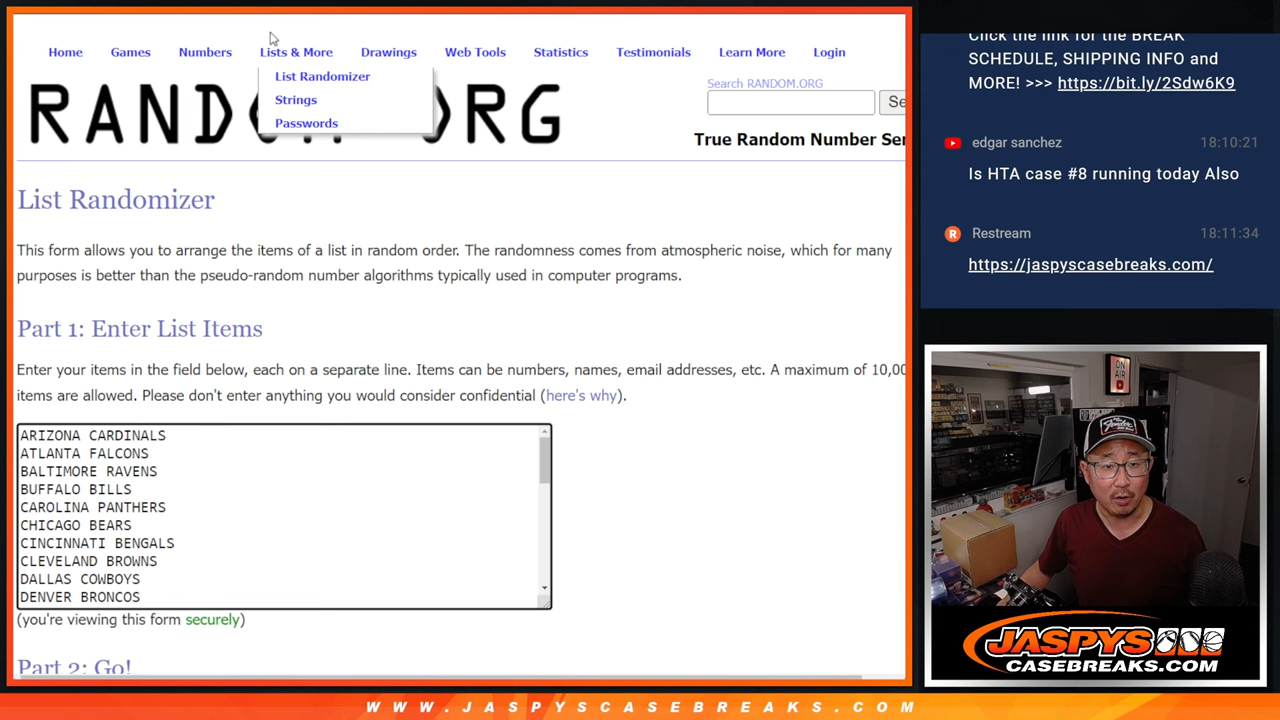 Home Games Numbers Lists & More Drawings Web Tools Statistics Testimonials Learn More Login
List Randomizer
Strings
Passwords
RANDOM.ORG
Search RANDOM.ORG
Se
True Random Number Ser
List Randomizer
This form allows you to arrange the items of a list in random order. The randomness comes from atmospheric noise, which for many
purposes is better than the pseudo-random number algorithms typically used in computer programs.
Part 1: Enter List Items
Enter your items in the field below, each on a separate line. Items can be numbers, names, email addresses, etc. A maximum of 10,00
items are allowed. Please don't enter anything you would consider confidential (here's why).
ARIZONA CARDINALS
ATLANTA FALCONS
BALTIMORE RAVENS
BUFFALO BILLS
CAROLINA PANTHERS
CHICAGO BEARS
CINCINNATI BENGALS
CLEVELAND BROWNS
DALLAS COWBOYS
DENVER BRONCOS
(you're viewing this form securely)
Part 2: Go!
Click the link for the BREAK
SCHEDULE, SHIPPING INFO and
MORE! >>> https://bit.ly/2Sdw6K9
edgar sanchez 18:10:21
Is HTA case #8 running today Also
Restream 18:11:34
https://jaspyscasebreaks.com/
ON
AIR
JASPYS
CASEBREAKS.COM
WWW.JASPYSCASEBREAKS.COM